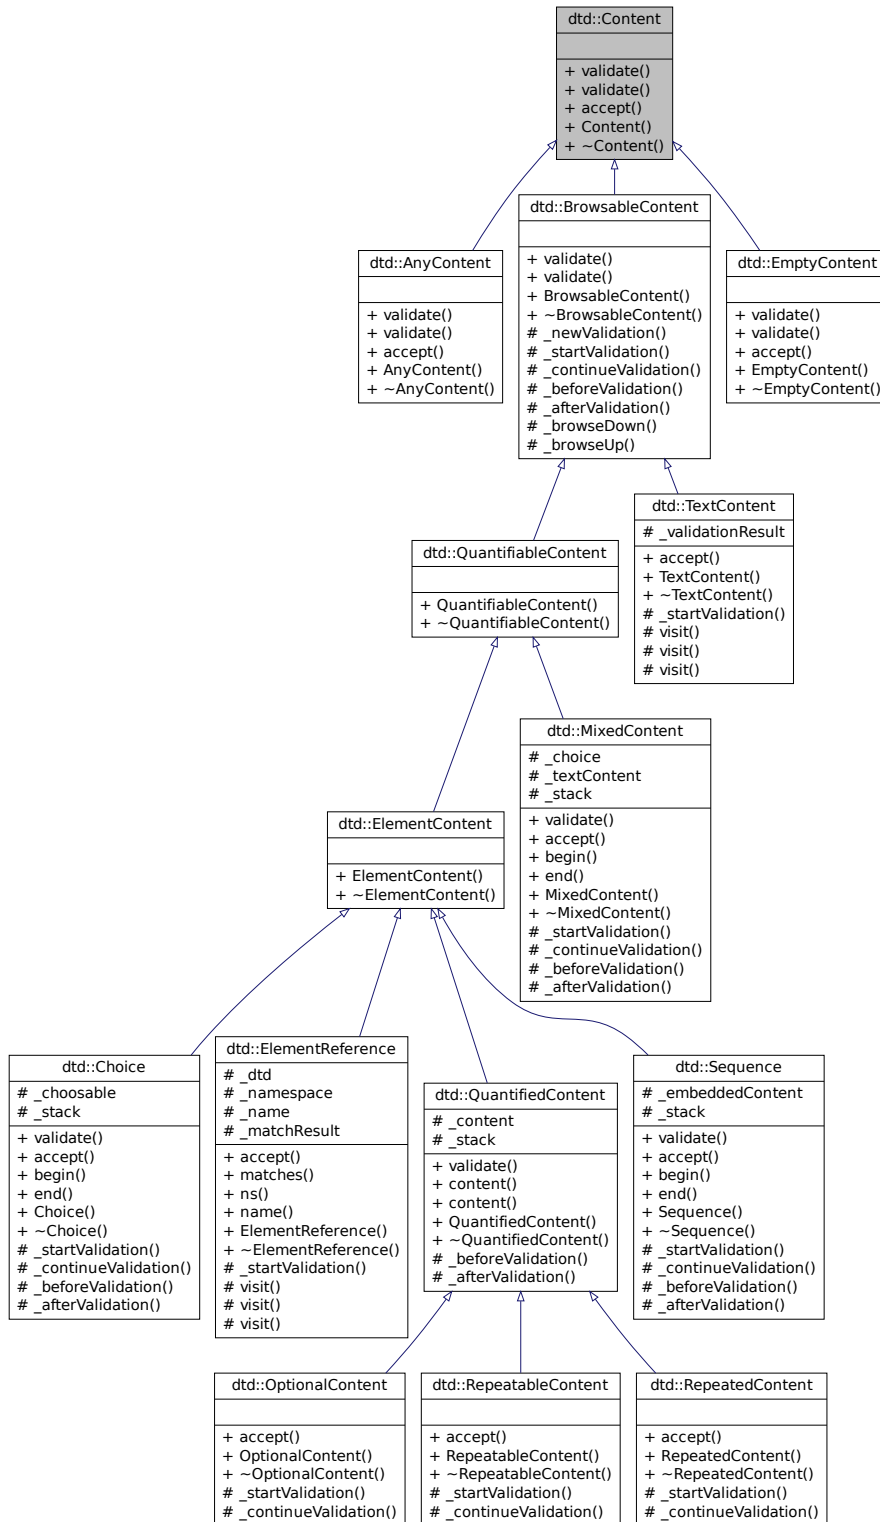 dtd::Content
+ validate()
+ validate()
+ accept()
+ Content()
+ ~Content()
dtd::AnyContent
+ validate()
+ validate()
+ accept()
+ AnyContent()
+ ~AnyContent()
dtd::BrowsableContent
+ validate()
+ validate()
+ BrowsableContent()
+ ~BrowsableContent()
# _newValidation()
# _startValidation()
# _continueValidation()
# _beforeValidation()
# _afterValidation()
# _browseDown()
# _browseUp()
dtd::EmptyContent
+ validate()
+ validate()
+ accept()
+ EmptyContent()
+ ~EmptyContent()
dtd::QuantifiableContent
+ QuantifiableContent()
+ ~QuantifiableContent()
dtd::TextContent
# _validationResult
+ accept()
+ TextContent()
+ ~TextContent()
# _startValidation()
# visit()
# visit()
# visit()
dtd::ElementContent
+ ElementContent()
+ ~ElementContent()
dtd::MixedContent
# _choice
# _textContent
# _stack
+ validate()
+ accept()
+ begin()
+ end()
+ MixedContent()
+ ~MixedContent()
# _startValidation()
# _continueValidation()
# _beforeValidation()
# _afterValidation()
dtd::Choice
# _choosable
# _stack
+ validate()
+ accept()
+ begin()
+ end()
+ Choice()
+ ~Choice()
# _startValidation()
# _continueValidation()
# _beforeValidation()
# _afterValidation()
dtd::ElementReference
# _dtd
# _namespace
# _name
# _matchResult
+ accept()
+ matches()
+ ns()
+ name()
+ ElementReference()
+ ~ElementReference()
# _startValidation()
# visit()
# visit()
# visit()
dtd::QuantifiedContent
# _content
# _stack
+ validate()
+ content()
+ content()
+ QuantifiedContent()
+ ~QuantifiedContent()
# _beforeValidation()
# _afterValidation()
dtd::Sequence
# _embeddedContent
# _stack
+ validate()
+ accept()
+ begin()
+ end()
+ Sequence()
+ ~Sequence()
# _startValidation()
# _continueValidation()
# _beforeValidation()
# _afterValidation()
dtd::OptionalContent
+ accept()
+ OptionalContent()
+ ~OptionalContent()
# _startValidation()
# _continueValidation()
dtd::RepeatableContent
+ accept()
+ RepeatableContent()
+ ~RepeatableContent()
# _startValidation()
# _continueValidation()
dtd::RepeatedContent
+ accept()
+ RepeatedContent()
+ ~RepeatedContent()
# _startValidation()
# _continueValidation()